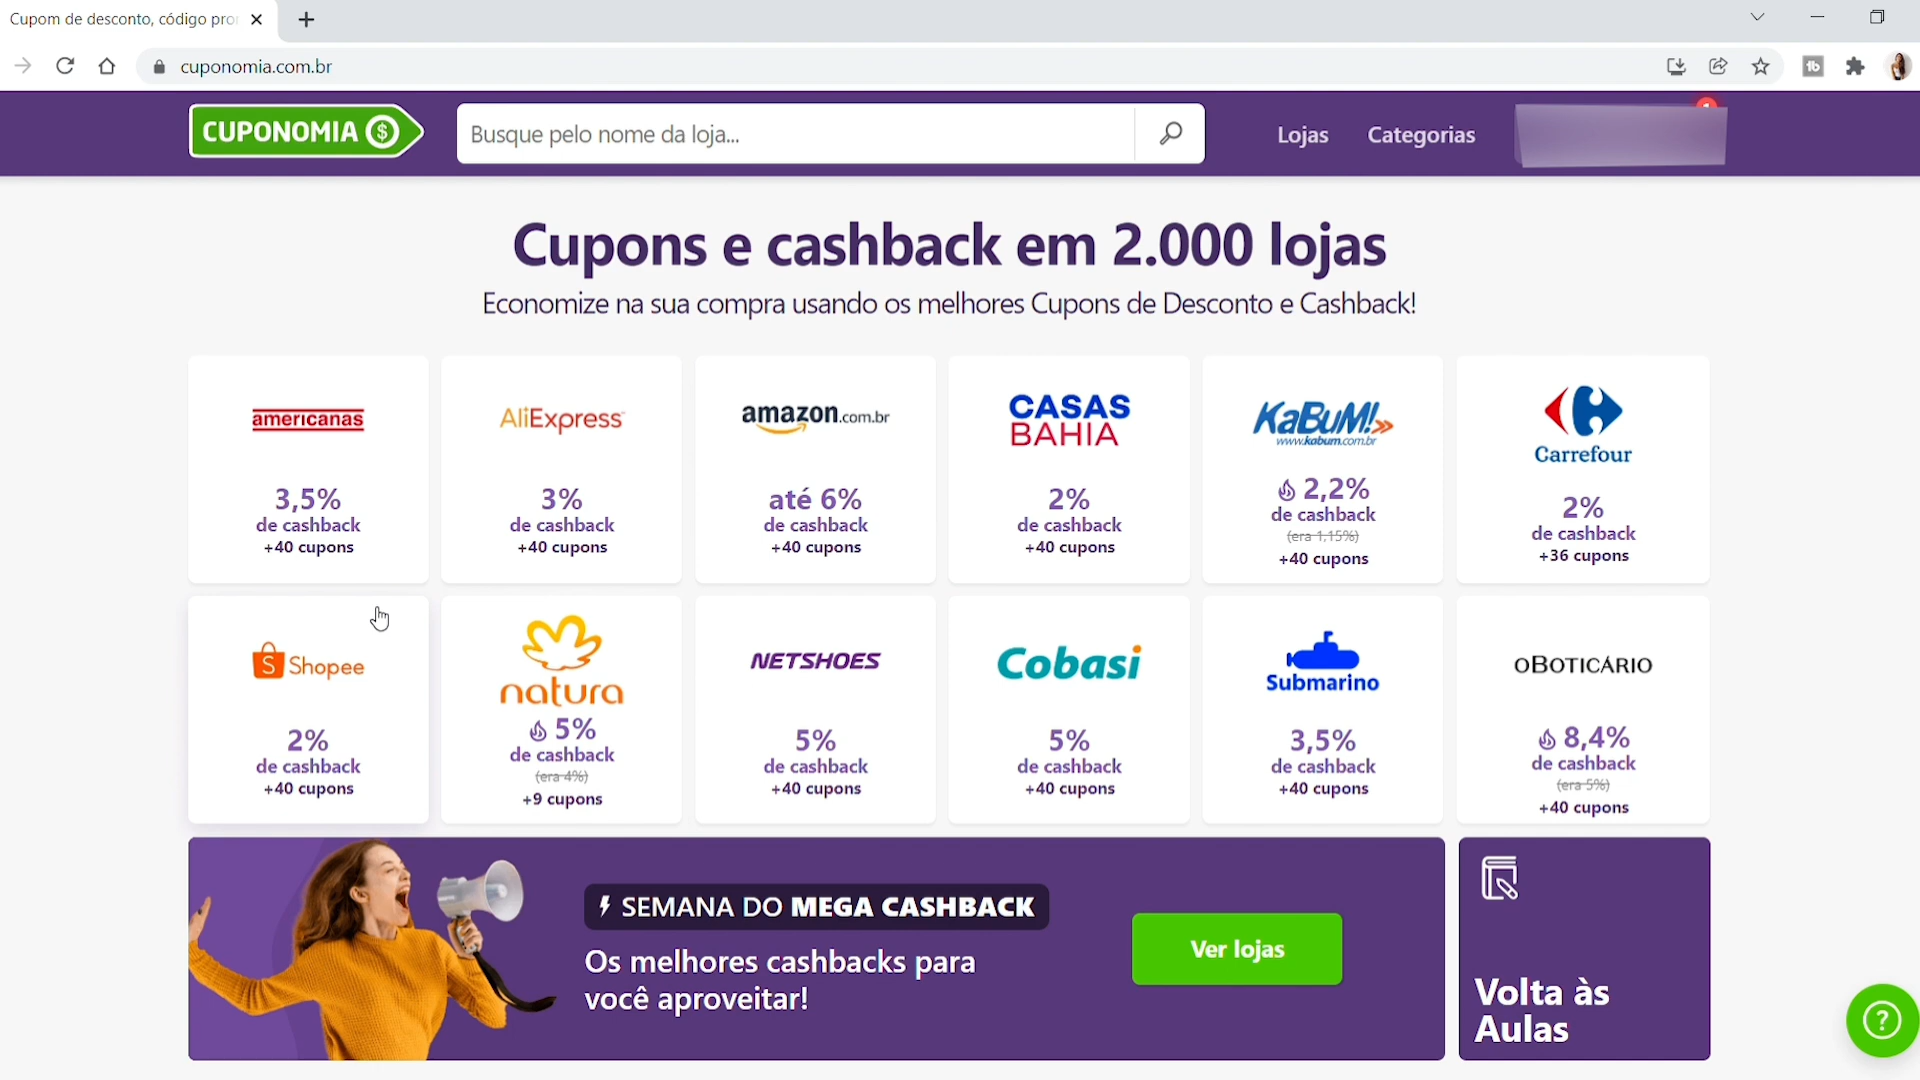 Cupom de desconto, código pro
cuponomia.com.br
CUPONOMIA $
Busque pelo nome da loja...
Lojas
Categorias
Cupons e cashback em 2.000 lojas
Economize na sua compra usando os melhores Cupons de Desconto e Cashback!
americanas
3,5%
de cashback
+40 cupons
AliExpress
3%
de cashback
+40 cupons
amazon.com.br
até 6%
de cashback
+40 cupons
CASAS
BAHIA
2%
de cashback
+40 cupons
KaBuM!
www.kabum.com.br
2,2%
de cashback
(era 1,15%)
+40 cupons
Carrefour
2%
de cashback
+36 cupons
S Shopee
2%
de cashback
+40 cupons
natura
5%
de cashback
(era 4%)
+9 cupons
NETSHOES
5%
de cashback
+40 cupons
Cobasi
5%
de cashback
+40 cupons
Submarino
3,5%
de cashback
+40 cupons
OBOTICÁRIO
8,4%
de cashback
(era 5%)
+40 cupons
SEMANA DO MEGA CASHBACK
Os melhores cashbacks para
você aproveitar!
Ver lojas
Volta às
Aulas
?